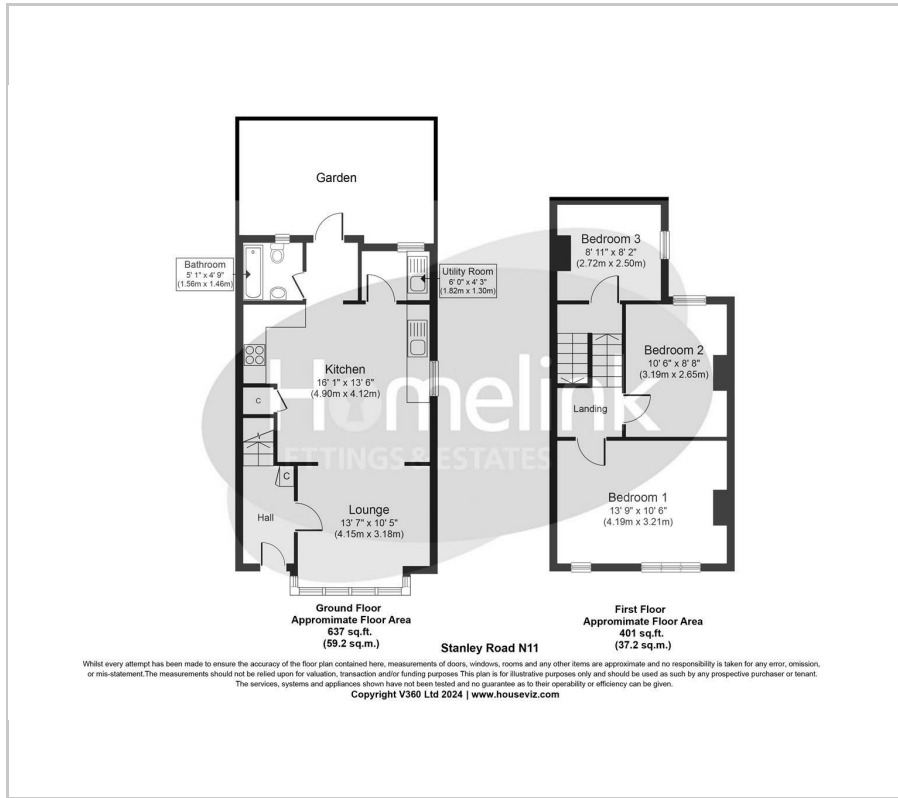 Garden
Bathroom
5' 1" x 4' 9"
(1.56m x 1.46m)
Utility Room
6' 0" x 4' 3"
(1.82m x 1.30m)
Kitchen
16' 1" x 13' 6"
(4.90m x 4.12m)
C
C
Hall
Lounge
13' 7" x 10' 5"
(4.15m x 3.18m)
Bedroom 3
8' 11" x 8' 2"
(2.72m x 2.50m)
Bedroom 2
10' 6" x 8' 8"
(3.19m x 2.65m)
Landing
Bedroom 1
13' 9" x 10' 6"
(4.19m x 3.21m)
Homelink
LETTINGS & ESTATES
Ground Floor
Appromimate Floor Area
637 sq.ft.
(59.2 sq.m.)
First Floor
Appromimate Floor Area
401 sq.ft.
(37.2 sq.m.)
Stanley Road N11
Whilst every attempt has been made to ensure the accuracy of the floor plan contained here, measurements of doors, windows, rooms and any other items are approximate and no responsibility is taken for any error, omission,
or mis-statement.The measurements should not be relied upon for valuation, transaction and/or funding purposes This plan is for illustrative purposes only and should be used as such by any prospective purchaser or tenant.
The services, systems and appliances shown have not been tested and no guarantee as to their operability or efficiency can be given.
Copyright V360 Ltd 2024 | www.houseviz.com